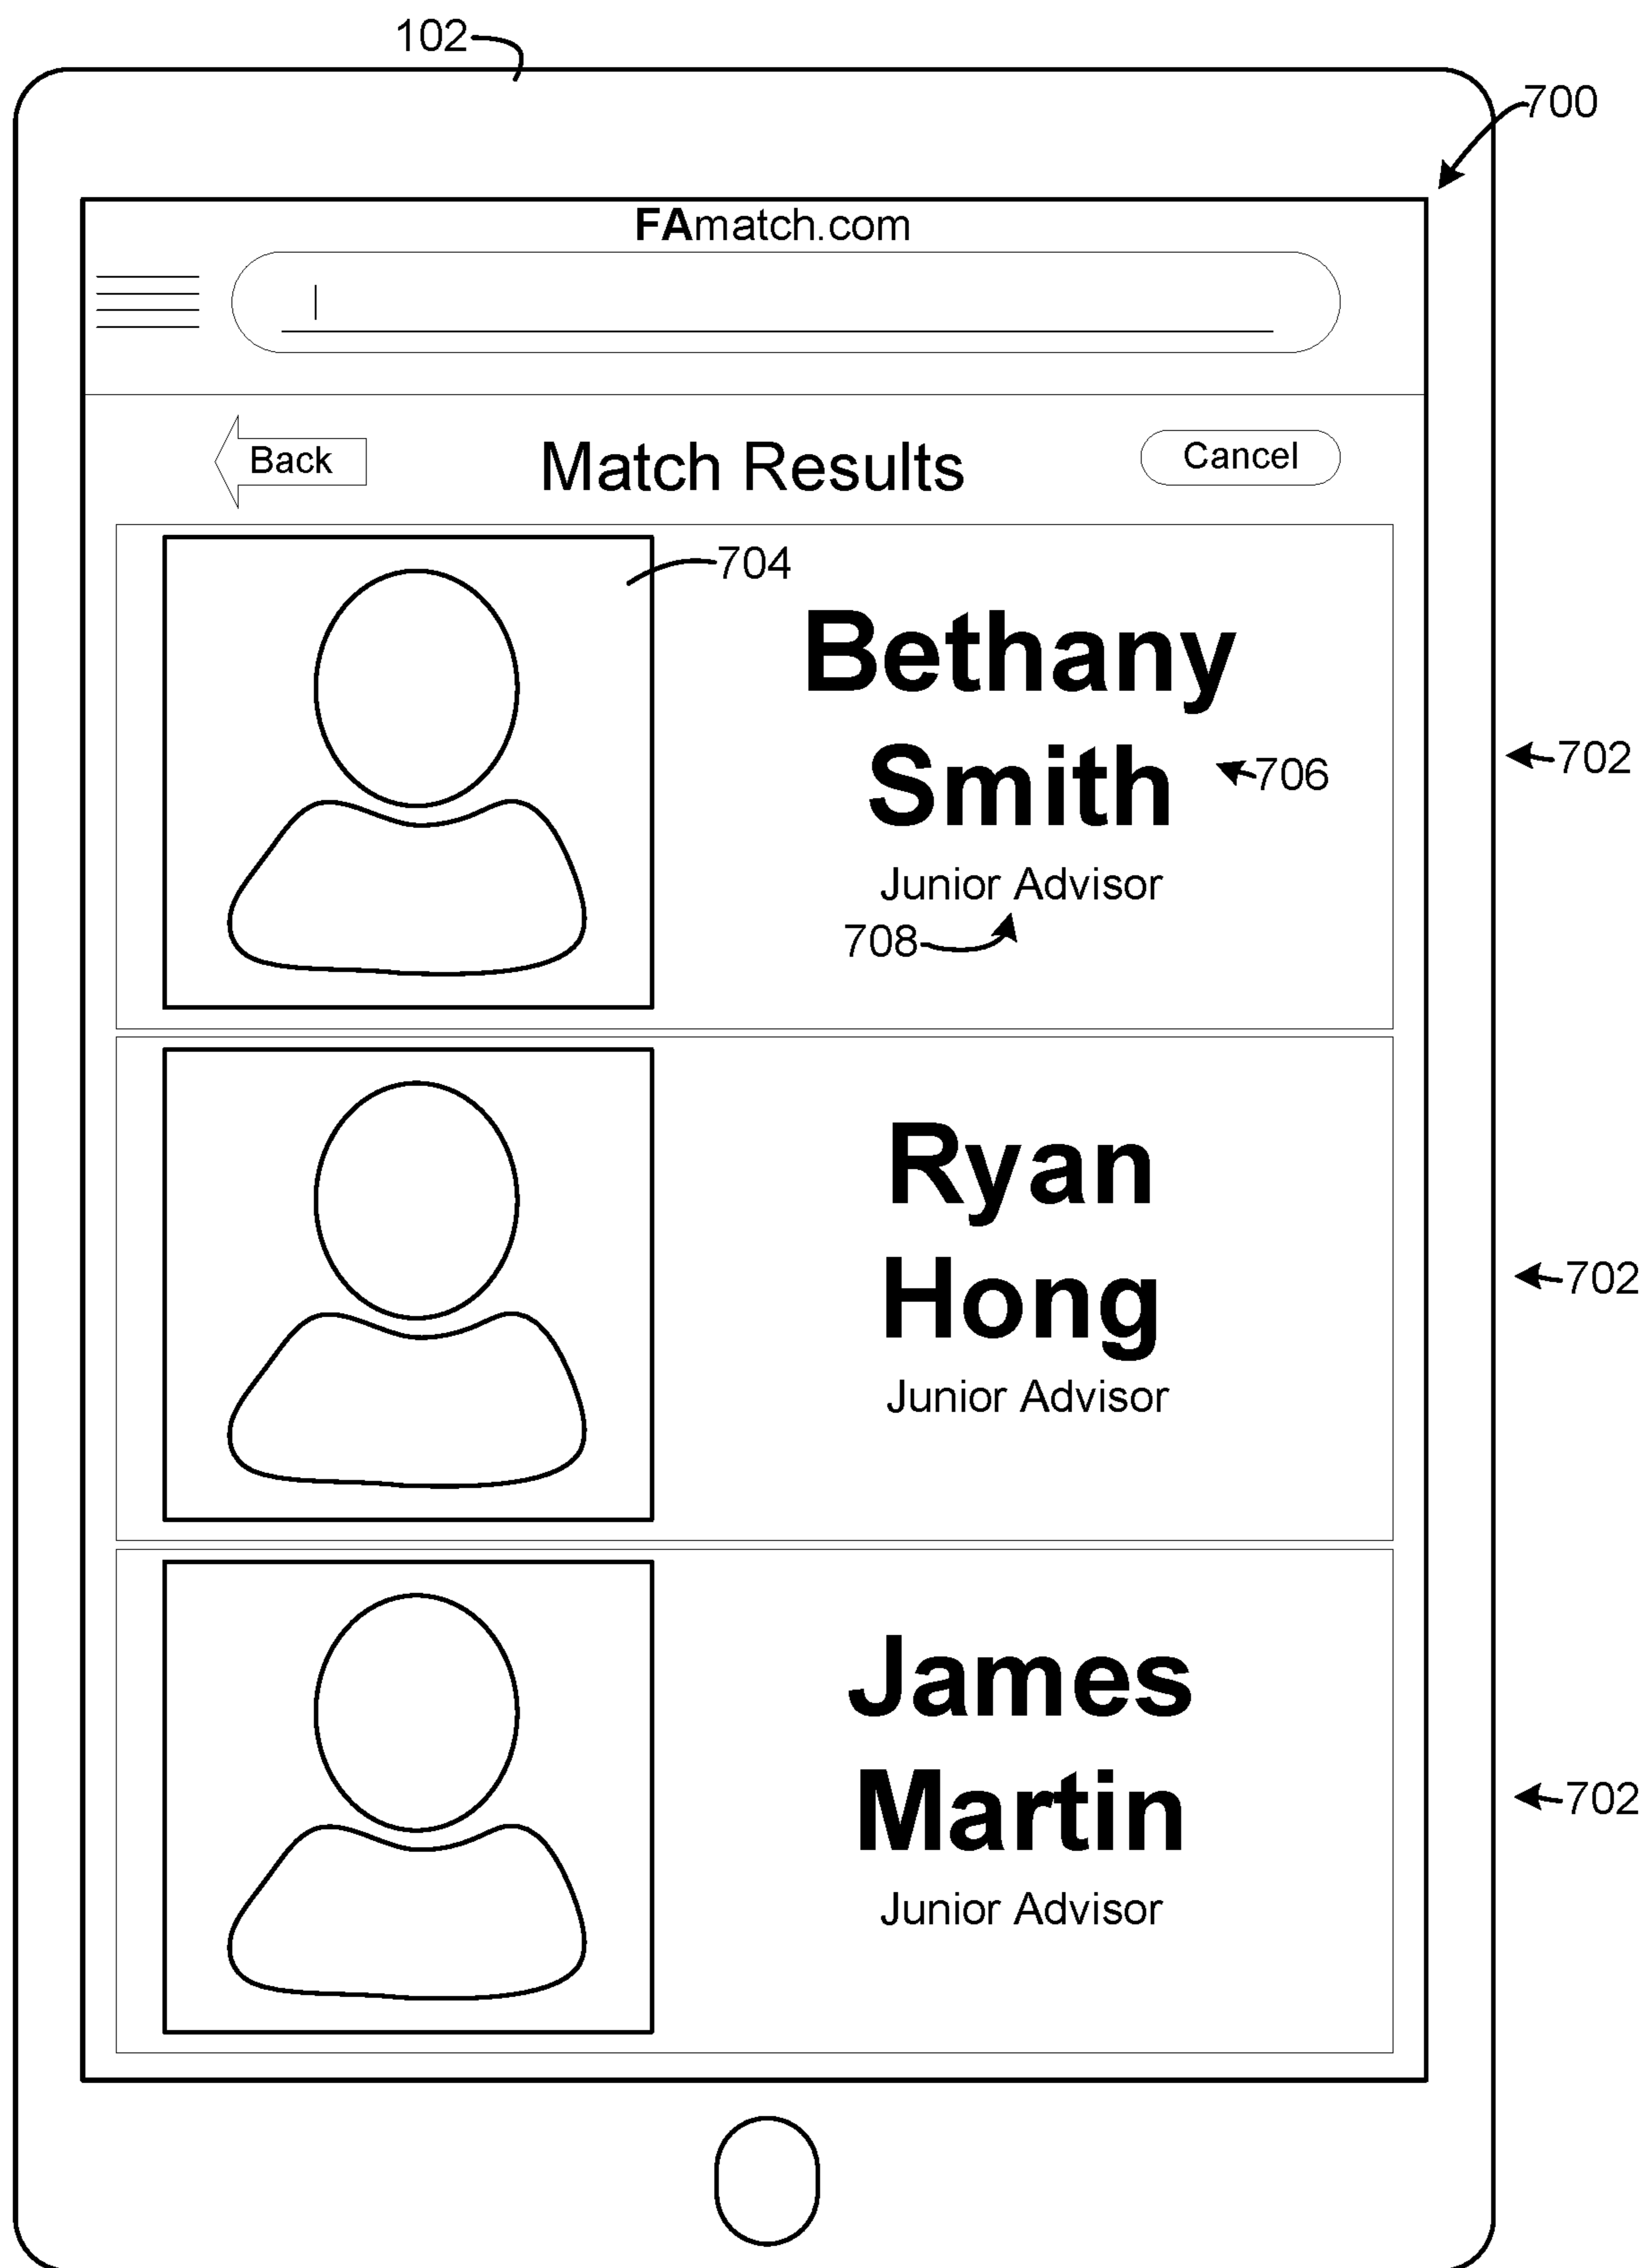 102
700
FAmatch.com
Back
Match Results
Cancel
704
Bethany
Smith
706
702
Junior Advisor
708
Ryan
Hong
702
Junior Advisor
James
Martin
702
Junior Advisor